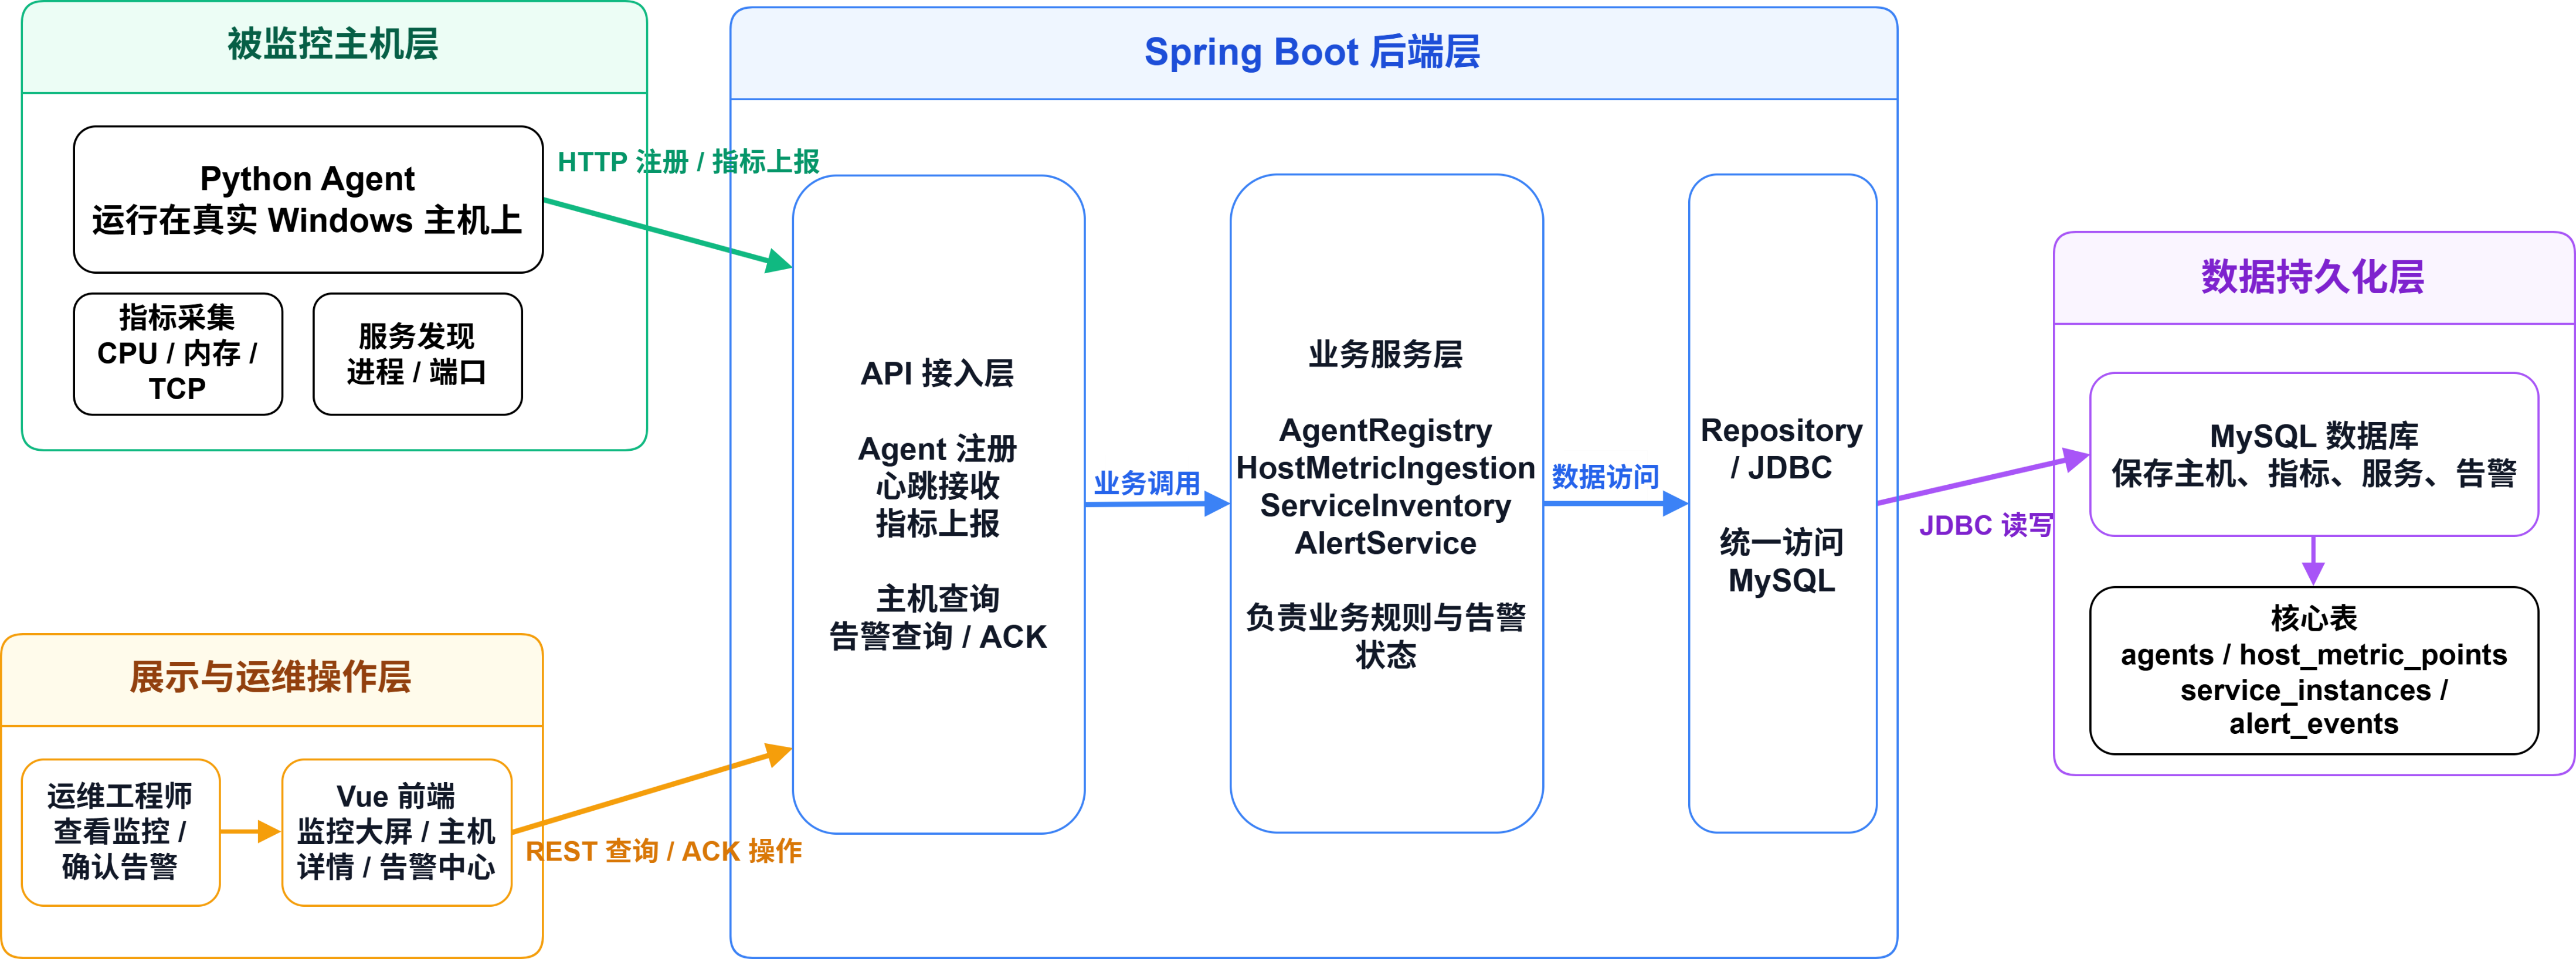 被监控主机层
Python Agent
运行在真实 Windows 主机上
指标采集
CPU / 内存 /
TCP
服务发现
进程 / 端口
HTTP 注册 / 指标上报
展示与运维操作层
运维工程师
查看监控 /
确认告警
Vue 前端
监控大屏 / 主机
详情 / 告警中心
REST 查询 / ACK 操作
Spring Boot 后端层
API 接入层
Agent 注册
心跳接收
指标上报
主机查询
告警查询 / ACK
业务调用
业务服务层
AgentRegistry
HostMetricIngestion
ServiceInventory
AlertService
负责业务规则与告警
状态
数据访问
Repository
/ JDBC
统一访问
MySQL
JDBC 读写
数据持久化层
MySQL 数据库
保存主机、指标、服务、告警
核心表
agents / host_metric_points
service_instances /
alert_events